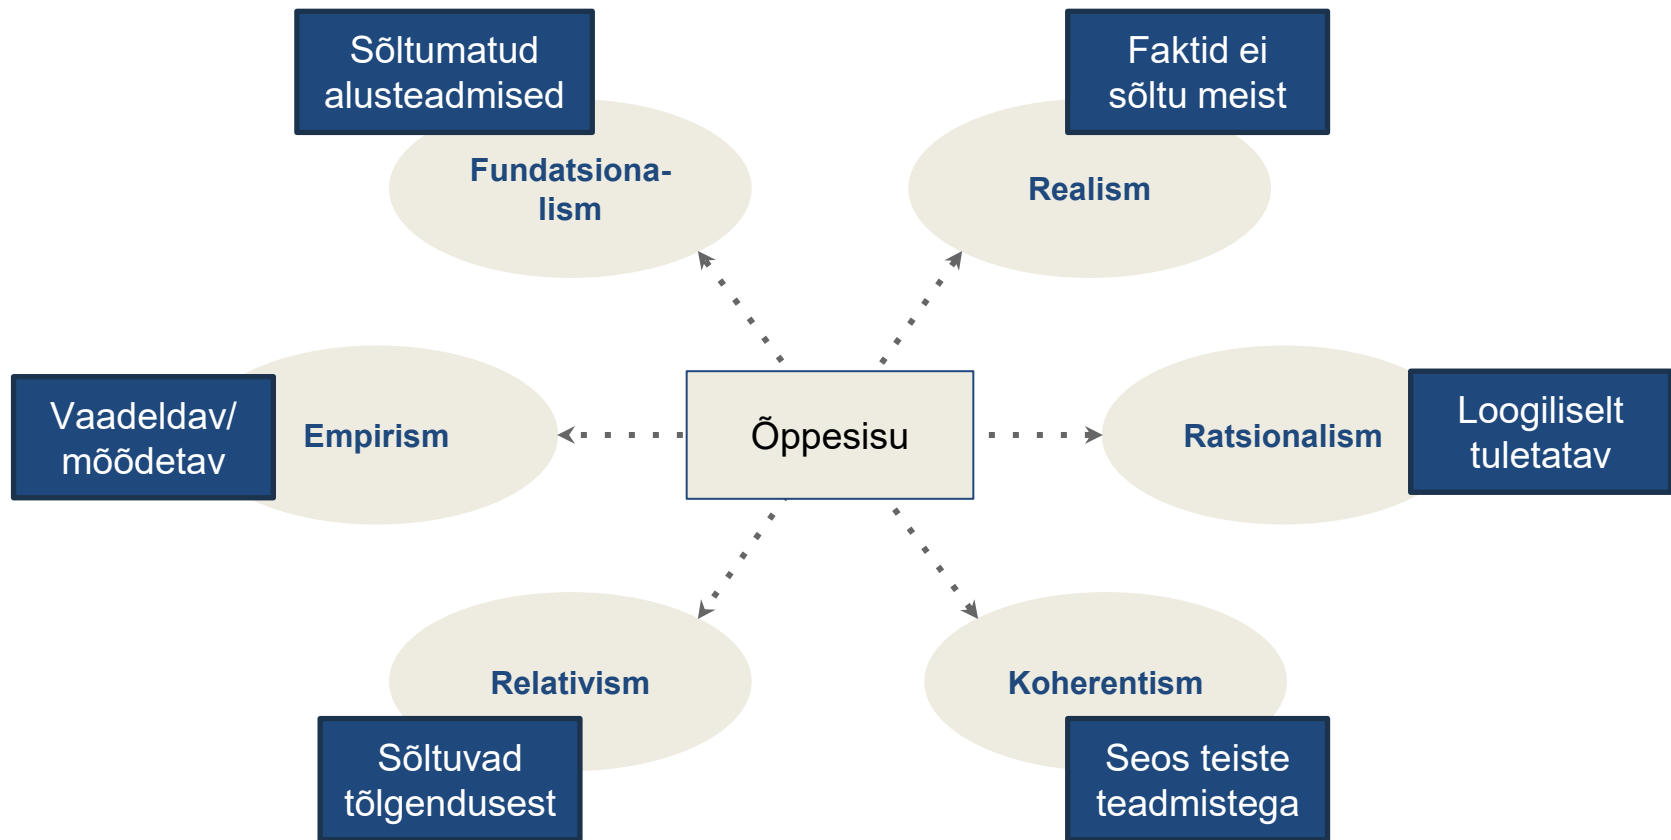 Sõltumatud
alusteadmised
Fundatsiona-
lism
Faktid ei
sõltu meist
Realism
Vaadeldav/
mõõdetav
Empirism
Õppesisu
Ratsionalism
Loogiliselt
tuletatav
Relativism
Sõltuvad
tõlgendusest
Koherentism
Seos teiste
teadmistega